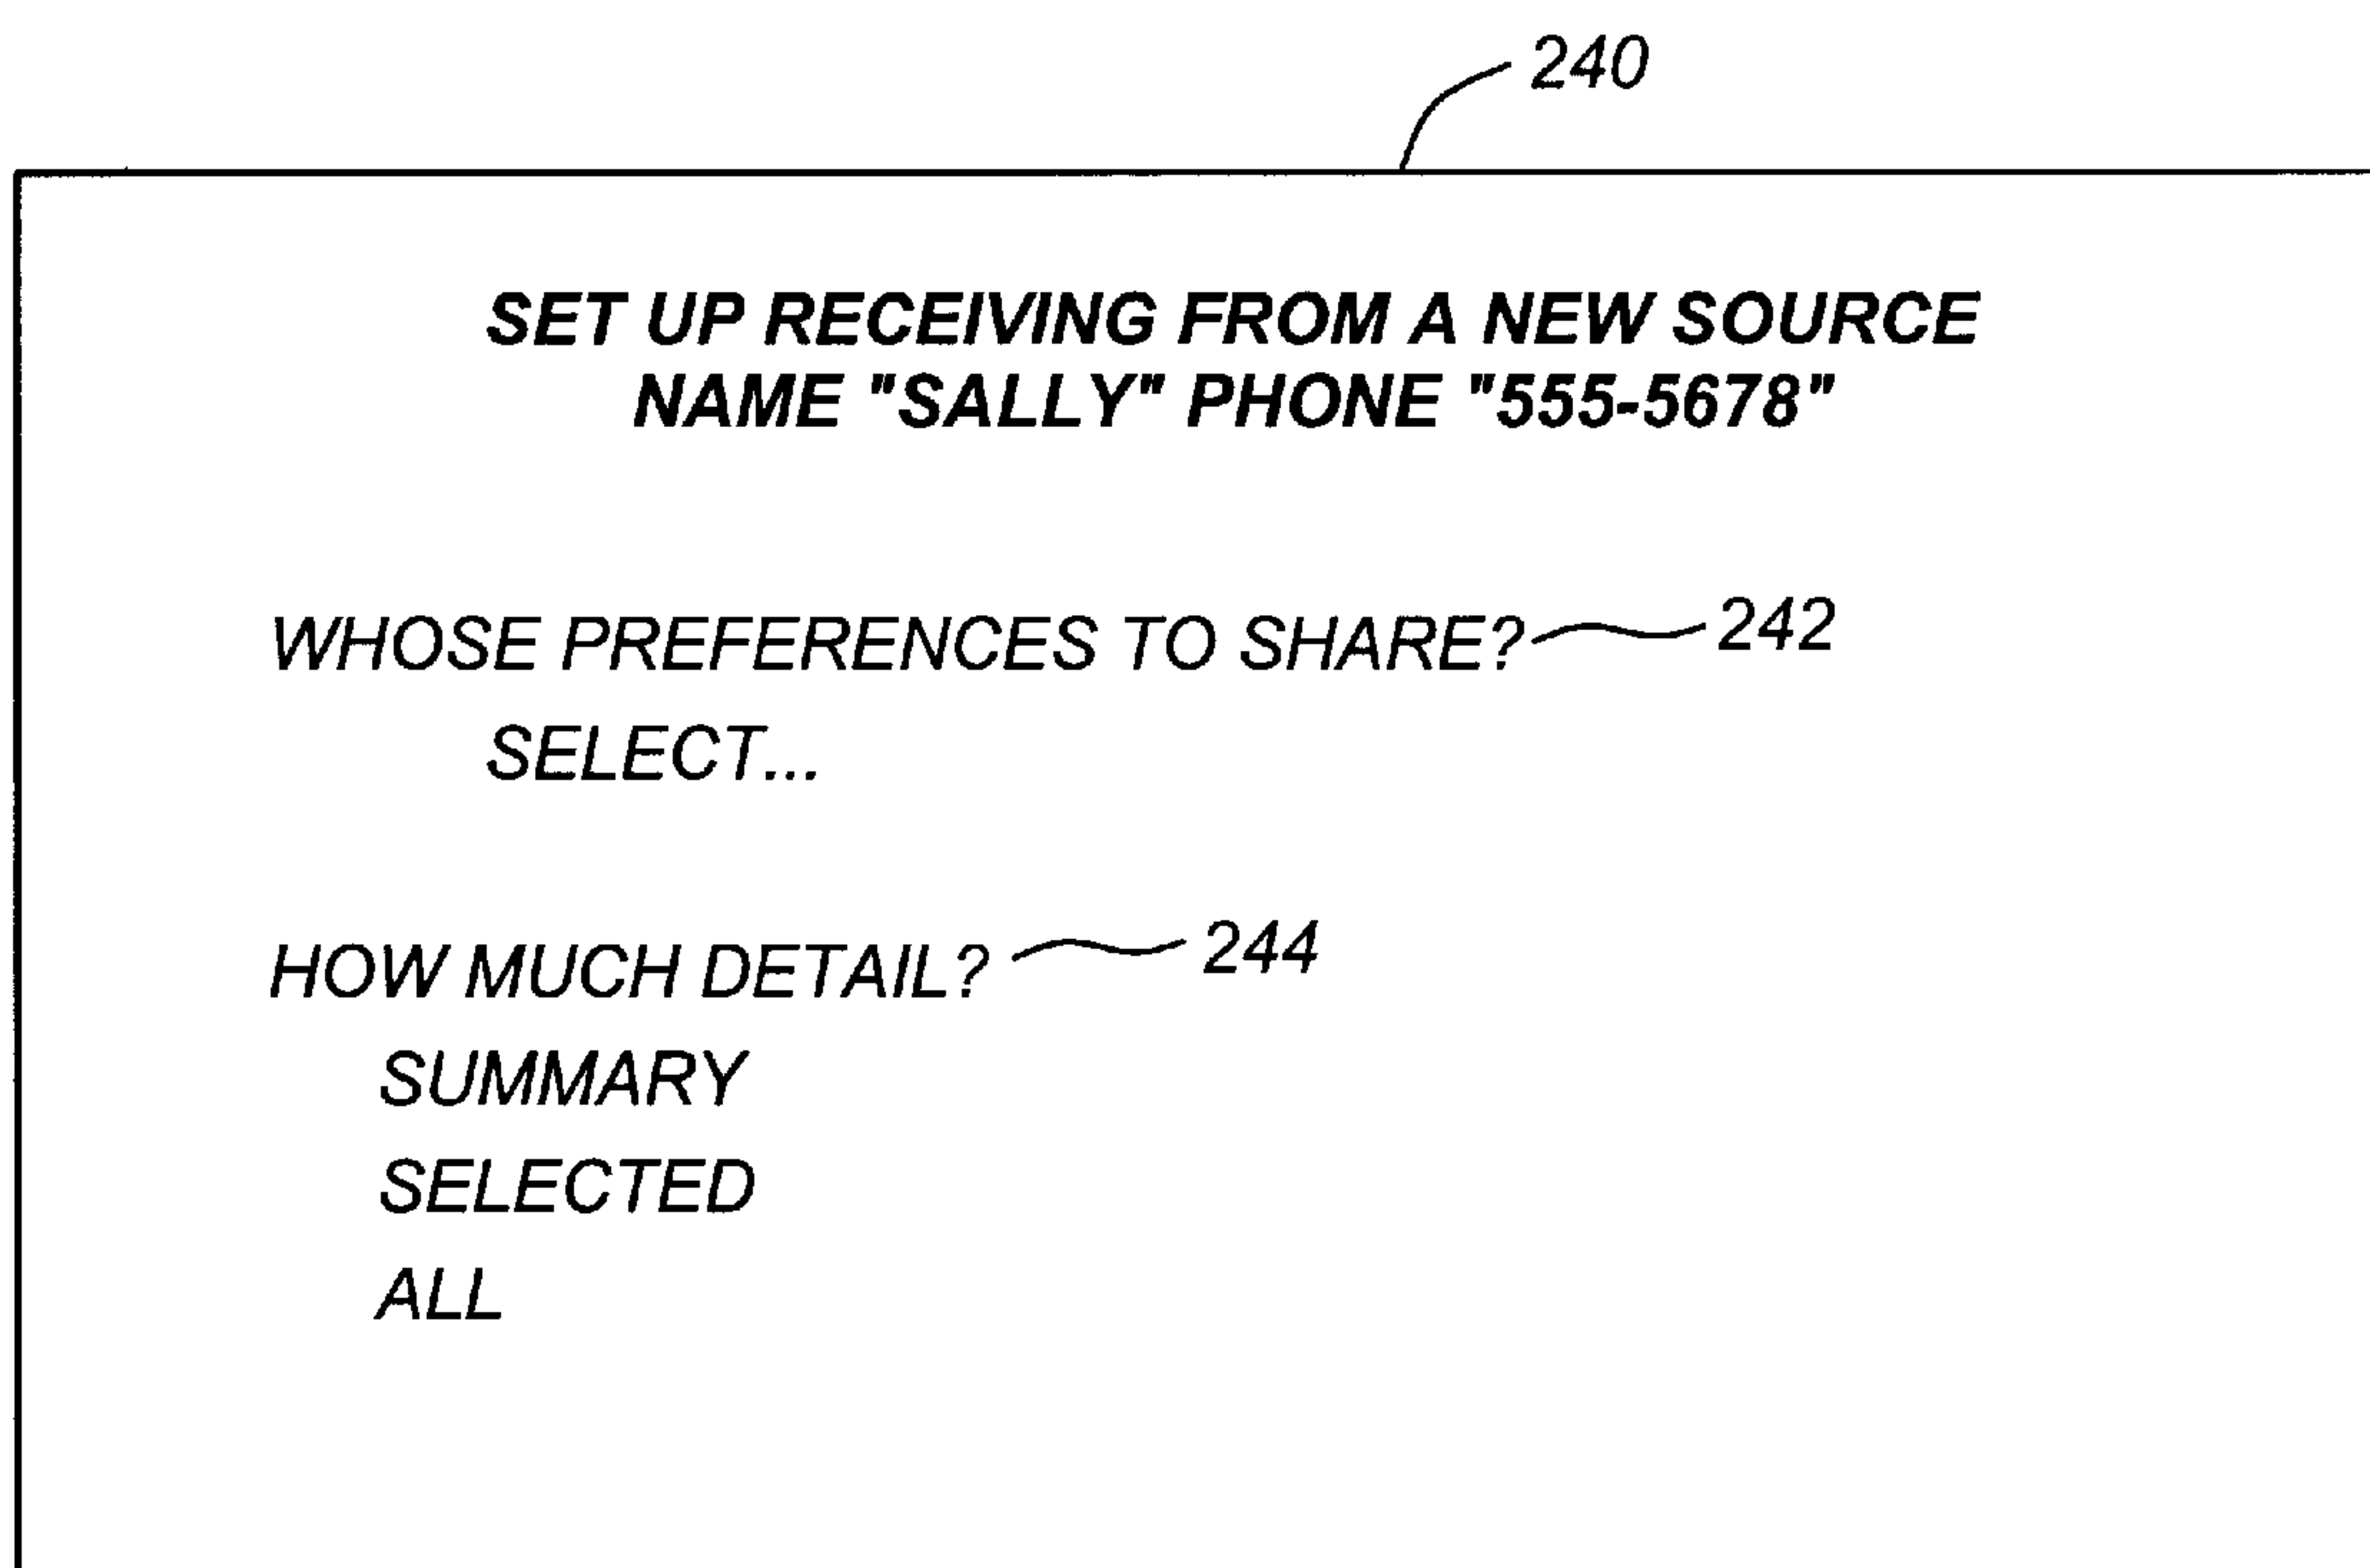 240
SET UP RECEIVING FROM A NEW SOURCE
NAME "SALLY" PHONE "555-5678"
WHOSE PREFERENCES TO SHARE? 242
SELECT...
HOW MUCH DETAIL? 244
SUMMARY
SELECTED
ALL